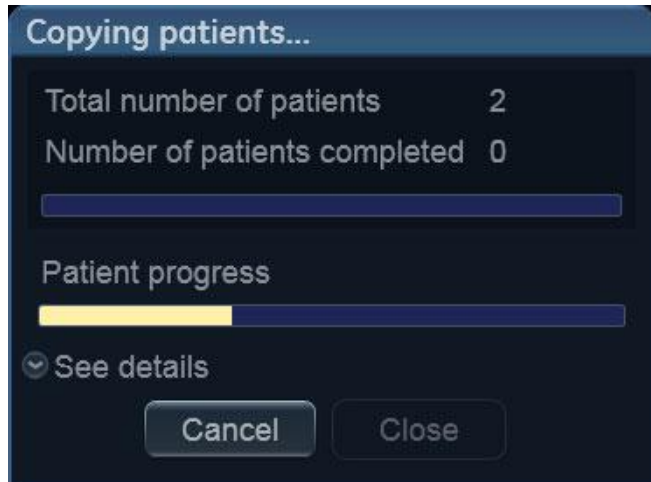 Copying patients...
Total number of patients 2
Number of patients completed 0
Patient progress
See details
Cancel Close